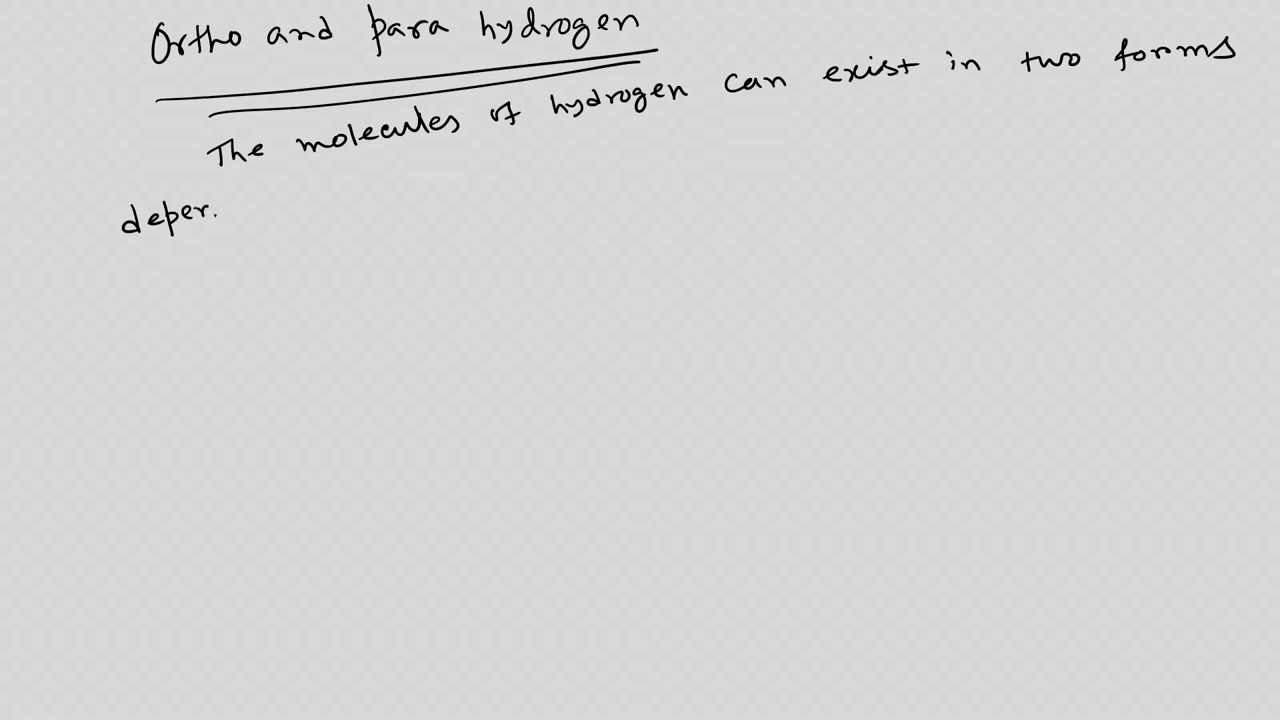 Ortho and para hydrogen
The molecules of hydrogen can exist in two forms
deper.